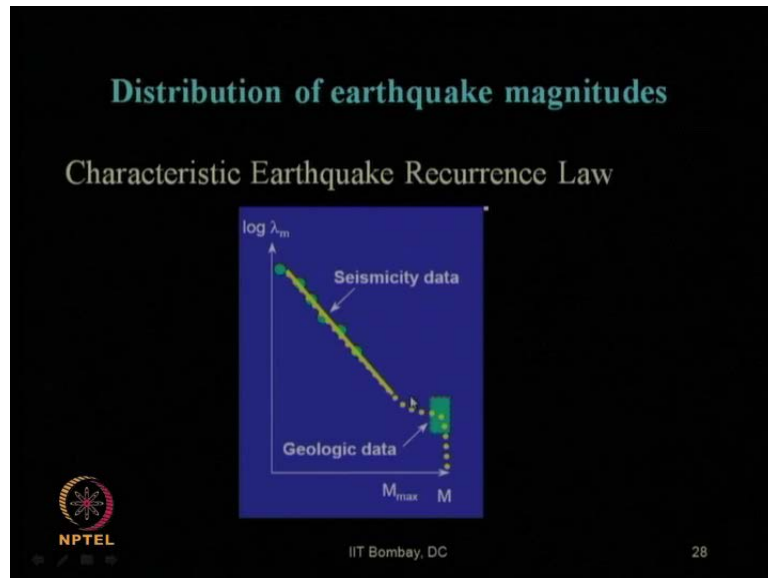 Distribution of earthquake magnitudes
Characteristic Earthquake Recurrence Law
log λm
Seismicity data
Geologic data
Mmax M
NPTEL
IIT Bombay, DC
28